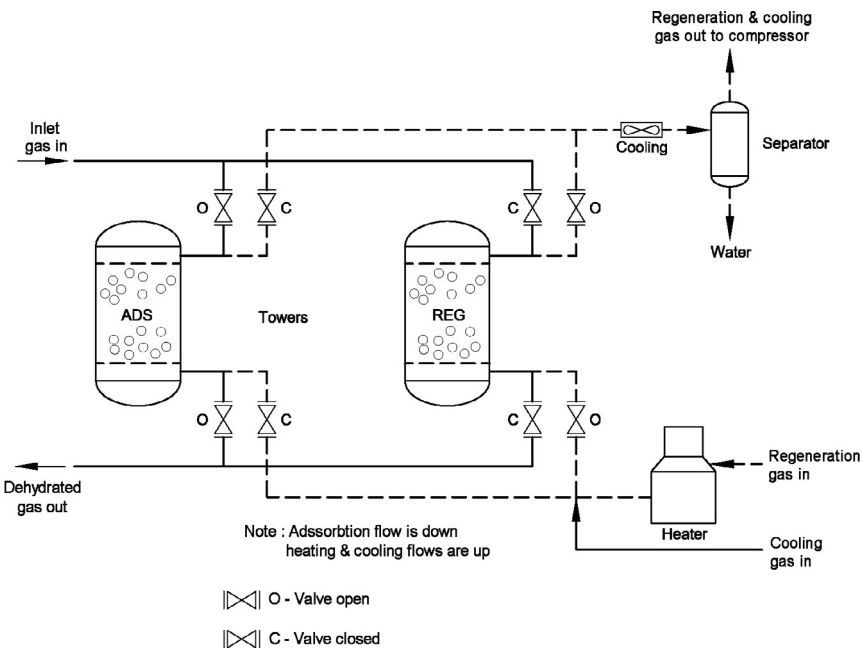 Regeneration & cooling
gas out to compressor
Inlet
gas in
Cooling
Separator
O
C
C
O
Water
ADS
Towers
REG
O
C
C
O
Regeneration
gas in
Dehydrated
gas out
Heater
Note : Adssorbtion flow is down
heating & cooling flows are up
Cooling
gas in
O - Valve open
C - Valve closed